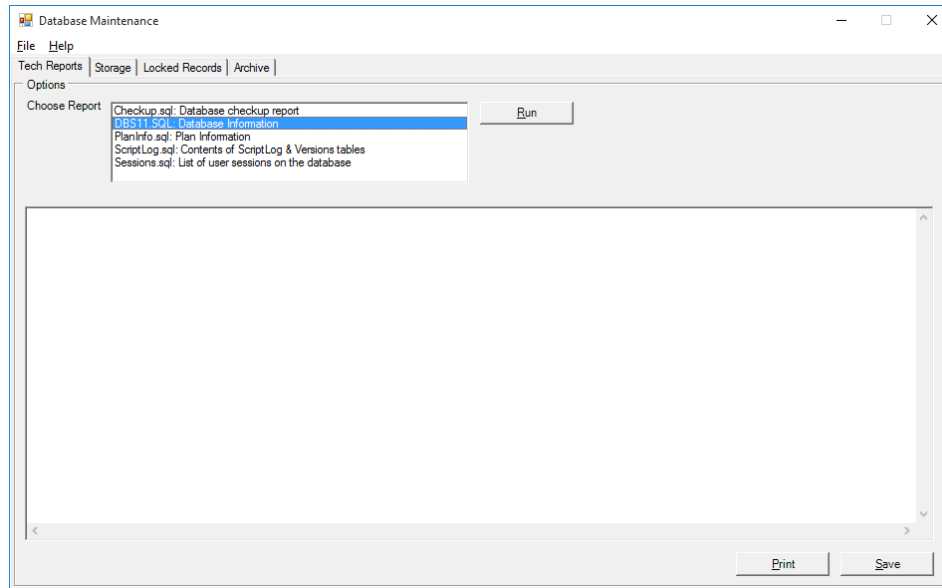 Database Maintenance
File Help
Tech Reports Storage Locked Records Archive
Options
Choose Report
Checkup.sql: Database checkup report
DBS11.SQL: Database Information
PlanInfo.sql: Plan Information
ScriptLog.sql: Contents of ScriptLog & Versions tables
Sessions.sql: List of user sessions on the database
Run
Print Save